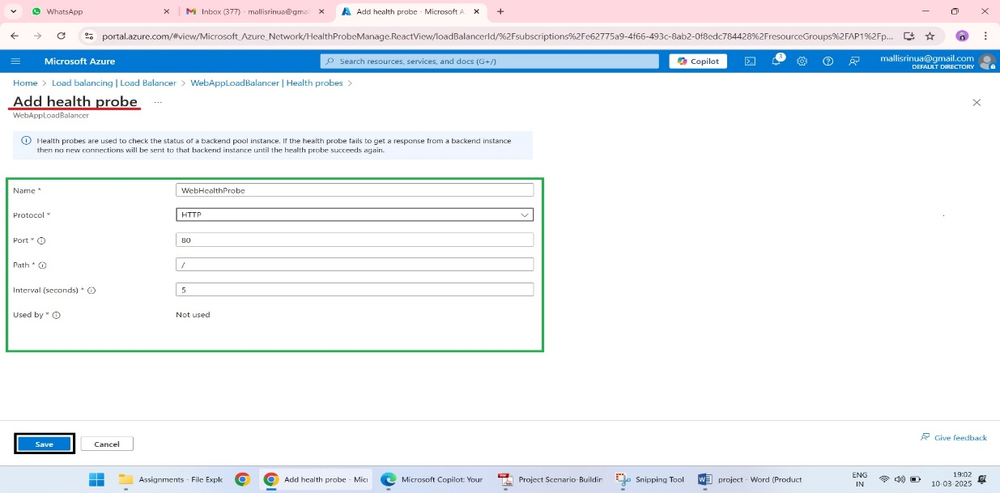 WhatsApp
Inbox (377) - mallisrinua@gmai
Add health probe - Microsoft A
portal.azure.com/#view/Microsoft_Azure_Network/HealthProbeManage.ReactView/loadBalancerId/%2Fsubscriptions%2Fe62775a9-4f66-493c-8ab2-0f8edc784428%2FresourceGroups%2FAP1%2Fp...
Microsoft Azure
Search resources, services, and docs (G+/)
Copilot
3
mallisrinua@gmail.com
DEFAULT DIRECTORY
Home > Load balancing | Load Balancer > WebAppLoadBalancer | Health probes >
Add health probe ...
WebAppLoadBalancer
Health probes are used to check the status of a backend pool instance. If the health probe fails to get a response from a backend instance
then no new connections will be sent to that backend instance until the health probe succeeds again.
Name * WebHealthProbe
Protocol * HTTP
Port * 80
Path * /
Interval (seconds) * 5
Used by * Not used
Save
Cancel
Give feedback
Assignments - File Explo
Add health probe - Micr
Microsoft Copilot: Your
Project Scenario-Buildin
Snipping Tool
project - Word (Product
ENG
IN
19:02
10-03-2025